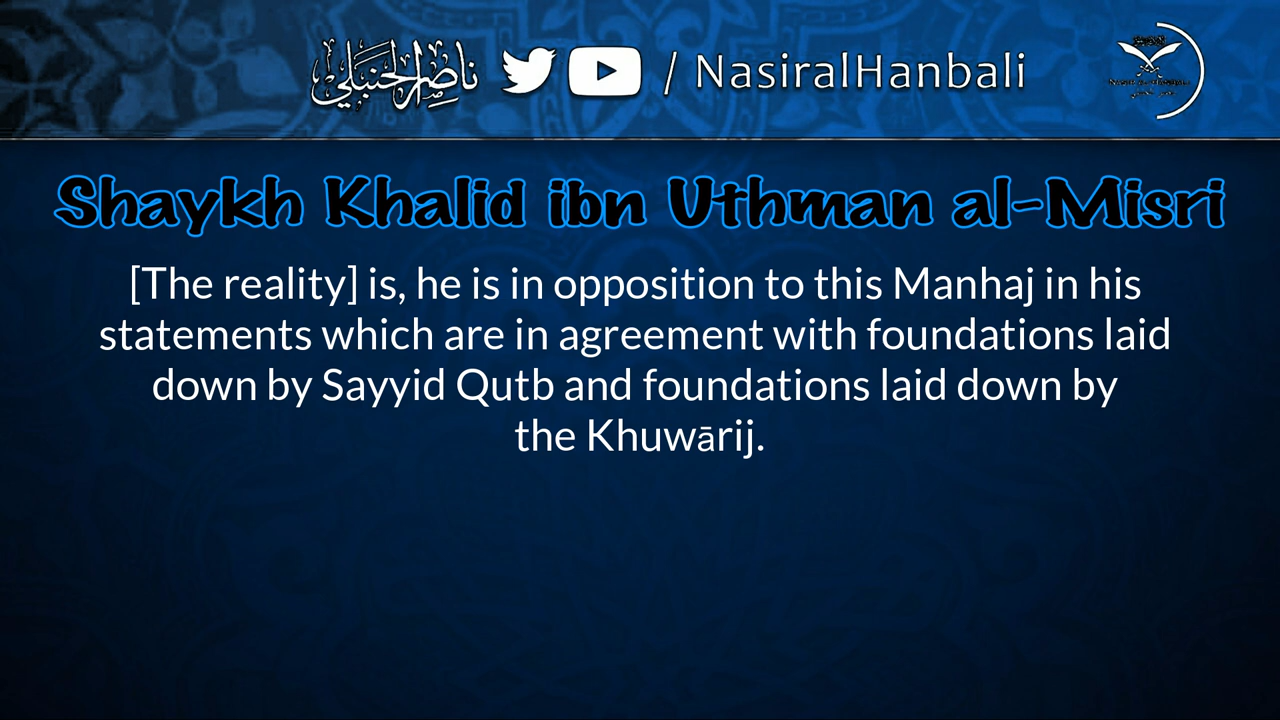 ناصر الحنبلي / NasiralHanbali
Shaykh Khalid ibn Uthman al-Misri
[The reality] is, he is in opposition to this Manhaj in his
statements which are in agreement with foundations laid
down by Sayyid Qutb and foundations laid down by
the Khuwārij.